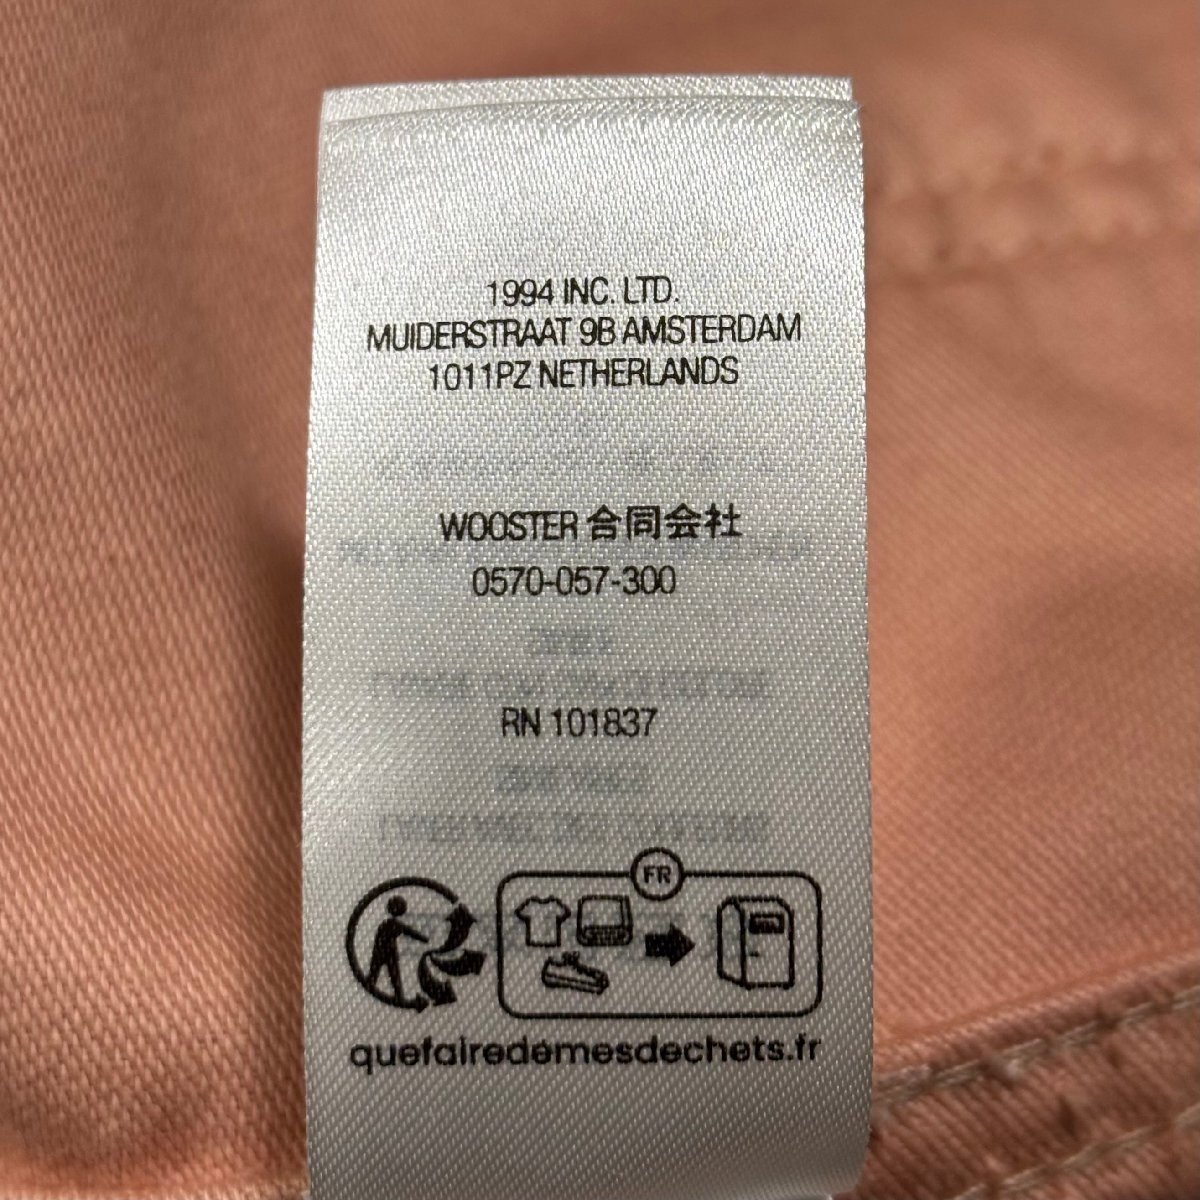 1994 INC. LTD.
MUIDERSTRAAT 9B AMSTERDAM
1011PZ NETHERLANDS
WOOSTER 合同会社
0570-057-300
RN 101837
FR
quefairedemesdechets.fr